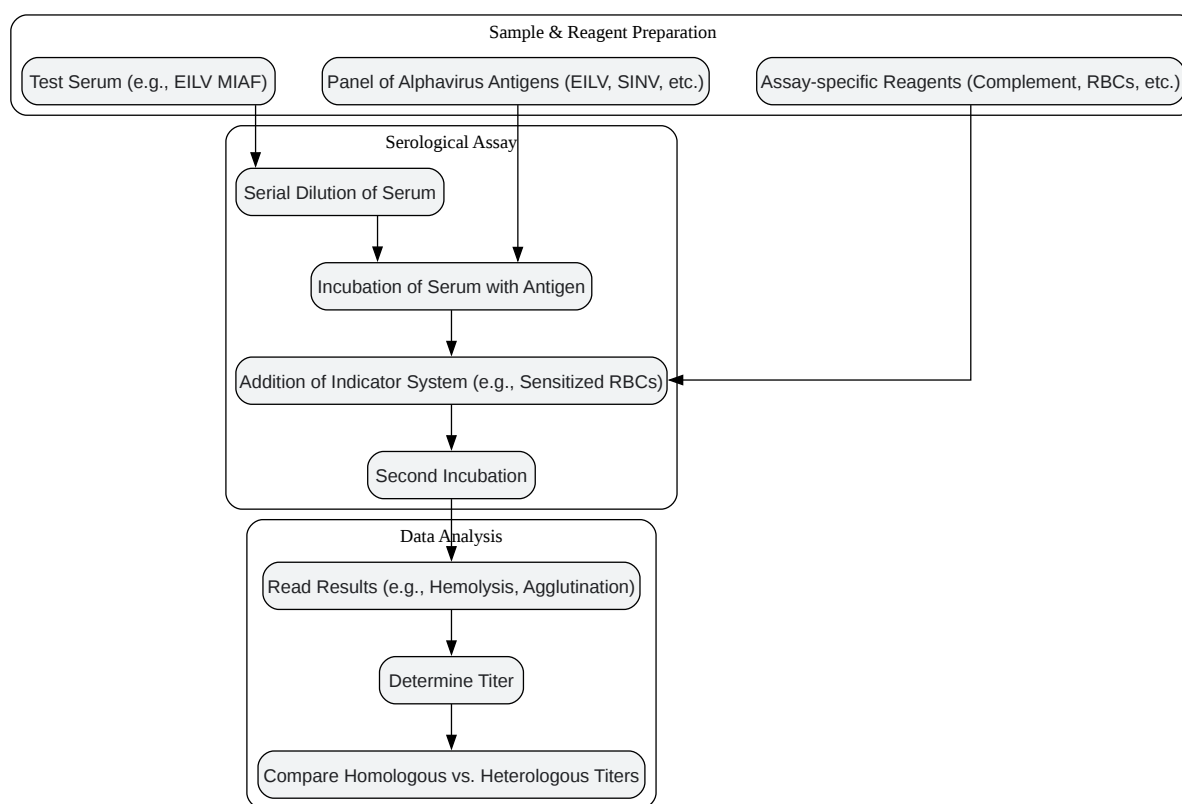 Sample & Reagent Preparation
Test Serum (e.g., EILV MIAF)
Panel of Alphavirus Antigens (EILV, SINV, etc.)
Assay-specific Reagents (Complement, RBCs, etc.)
Serological Assay
Serial Dilution of Serum
Incubation of Serum with Antigen
Addition of Indicator System (e.g., Sensitized RBCs)
Second Incubation
Data Analysis
Read Results (e.g., Hemolysis, Agglutination)
Determine Titer
Compare Homologous vs. Heterologous Titers